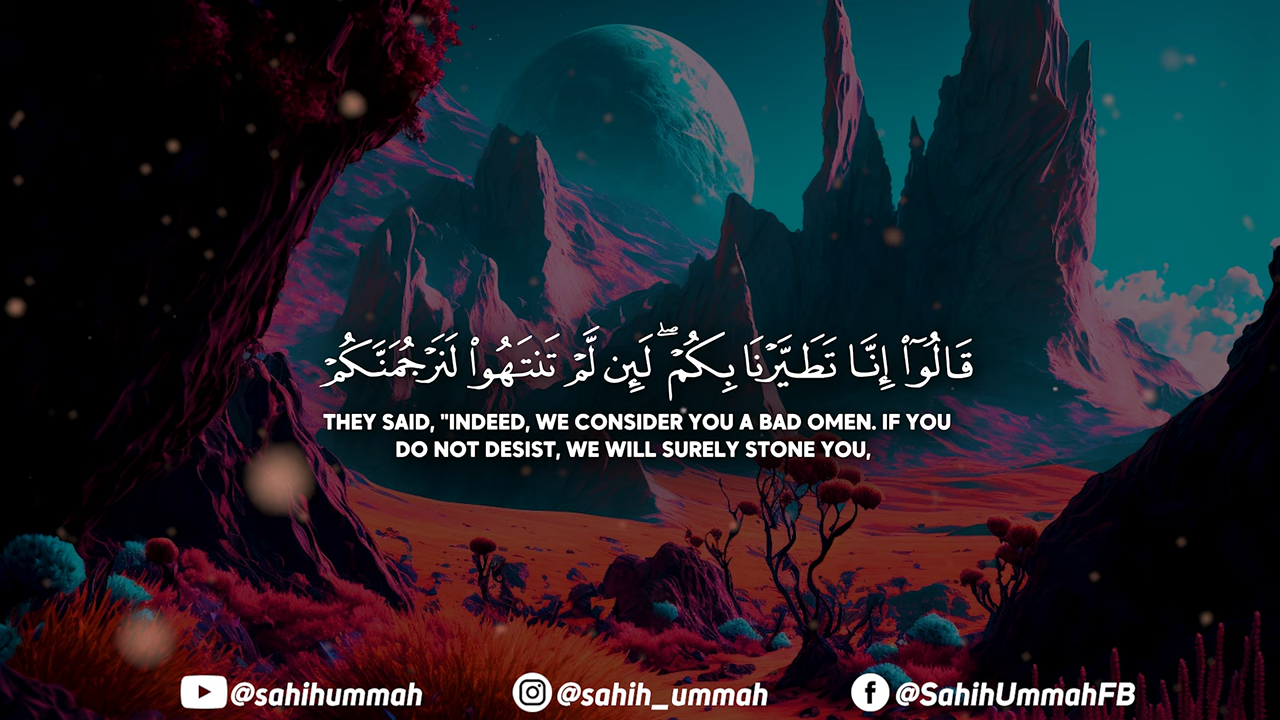 قَالُوٓا۟ إِنَّا تَطَيَّرْنَا بِكُمْ ۖ لَئِن لَّمْ تَنتَهُوا۟ لَنَرْجُمَنَّكُمْ
THEY SAID, "INDEED, WE CONSIDER YOU A BAD OMEN. IF YOU
DO NOT DESIST, WE WILL SURELY STONE YOU,
@sahihummah @sahih_ummah @SahihUmmahFB